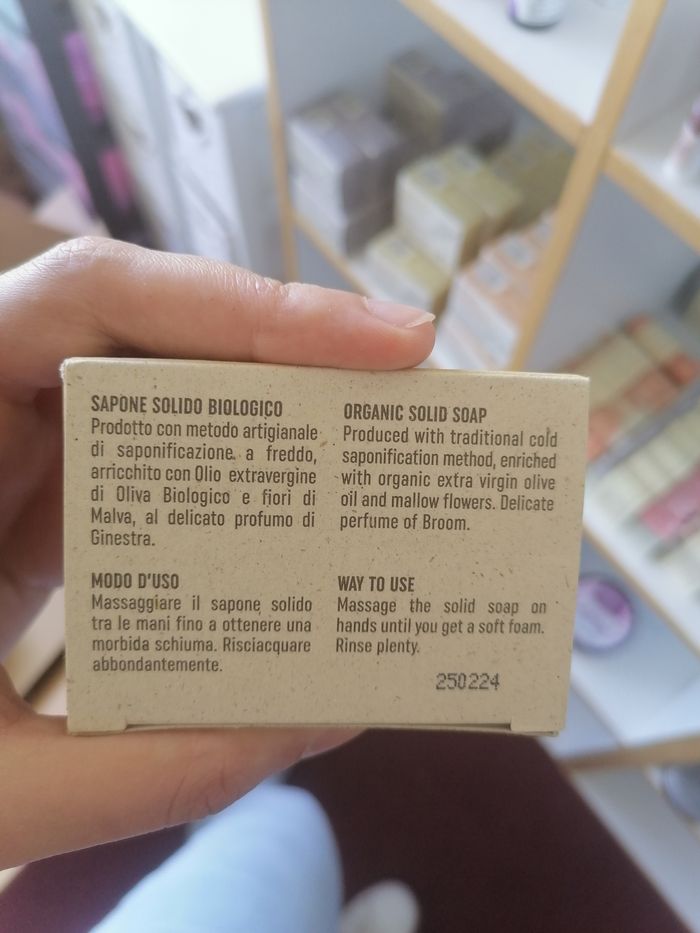 SAPONE SOLIDO BIOLOGICO
Prodotto con metodo artigianale
di saponificazione a freddo,
arricchito con Olio extravergine
di Oliva Biologico e fiori di
Malva, al delicato profumo di
Ginestra.
MODO D'USO
Massaggiare il sapone solido
tra le mani fino a ottenere una
morbida schiuma. Risciacquare
abbondantemente.
ORGANIC SOLID SOAP
Produced with traditional cold
saponification method, enriched
with organic extra virgin olive
oil and mallow flowers. Delicate
perfume of Broom.
WAY TO USE
Massage the solid soap on
hands until you get a soft foam.
Rinse plenty.
250224